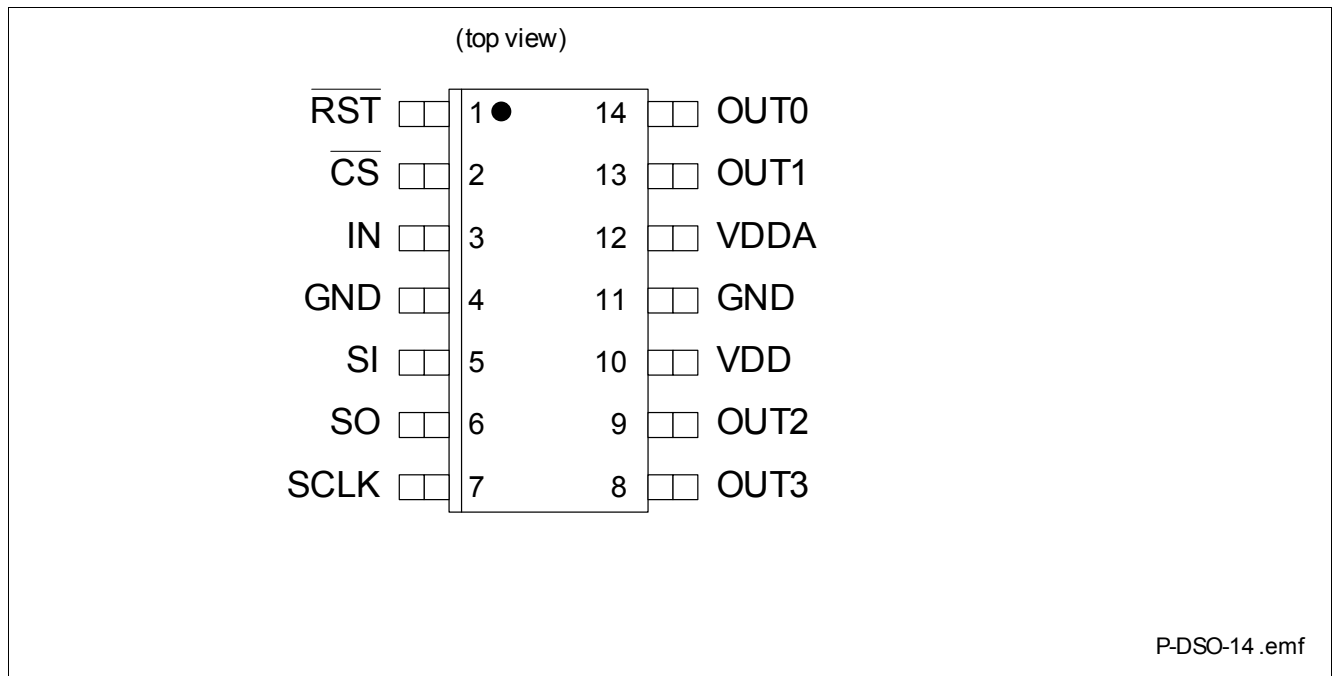 (top view)
RST 1 14 OUT0
CS 2 13 OUT1
IN 3 12 VDDA
GND 4 11 GND
SI 5 10 VDD
SO 6 9 OUT2
SCLK 7 8 OUT3
P-DSO-14 .emf